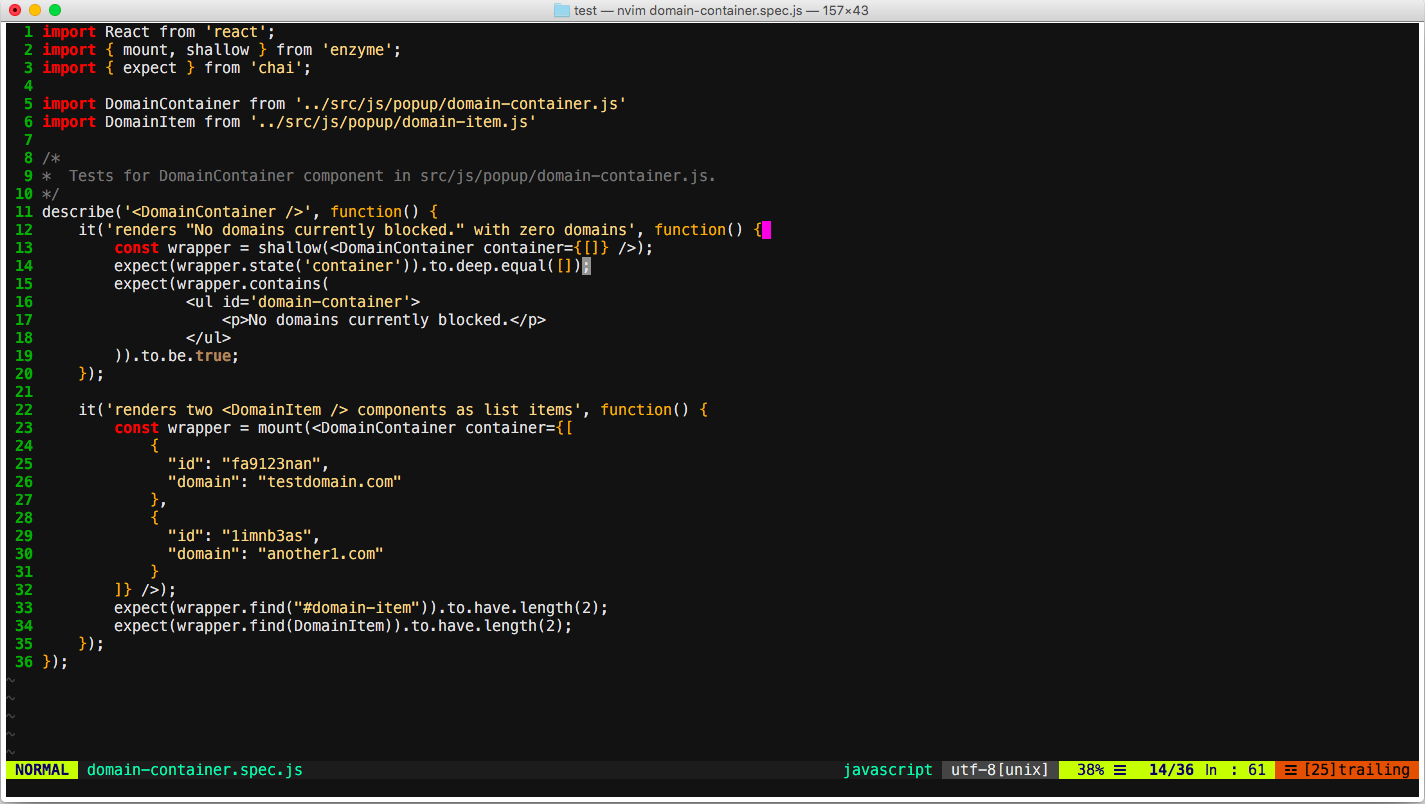 test — nvim domain-container.spec.js — 157×43
1 import React from 'react';
2 import { mount, shallow } from 'enzyme';
3 import { expect } from 'chai';
4
5 import DomainContainer from '../src/js/popup/domain-container.js'
6 import DomainItem from '../src/js/popup/domain-item.js'
7
8 /*
9 *  Tests for DomainContainer component in src/js/popup/domain-container.js.
10 */
11 describe('<DomainContainer />', function() {
12     it('renders "No domains currently blocked." with zero domains', function() {
13         const wrapper = shallow(<DomainContainer container={[]} />);
14         expect(wrapper.state('container')).to.deep.equal([]);
15         expect(wrapper.contains(
16                 <ul id='domain-container'>
17                     <p>No domains currently blocked.</p>
18                 </ul>
19         )).to.be.true;
20     });
21
22     it('renders two <DomainItem /> components as list items', function() {
23         const wrapper = mount(<DomainContainer container={[
24             {
25               "id": "fa9123nan",
26               "domain": "testdomain.com"
27             },
28             {
29               "id": "1imnb3as",
30               "domain": "another1.com"
31             }
32         ]} />);
33         expect(wrapper.find("#domain-item")).to.have.length(2);
34         expect(wrapper.find(DomainItem)).to.have.length(2);
35     });
36 });
~
~
~
~
~
NORMAL domain-container.spec.js javascript utf-8[unix] 38% ☰ 14/36 ln : 61 ☲ [25]trailing